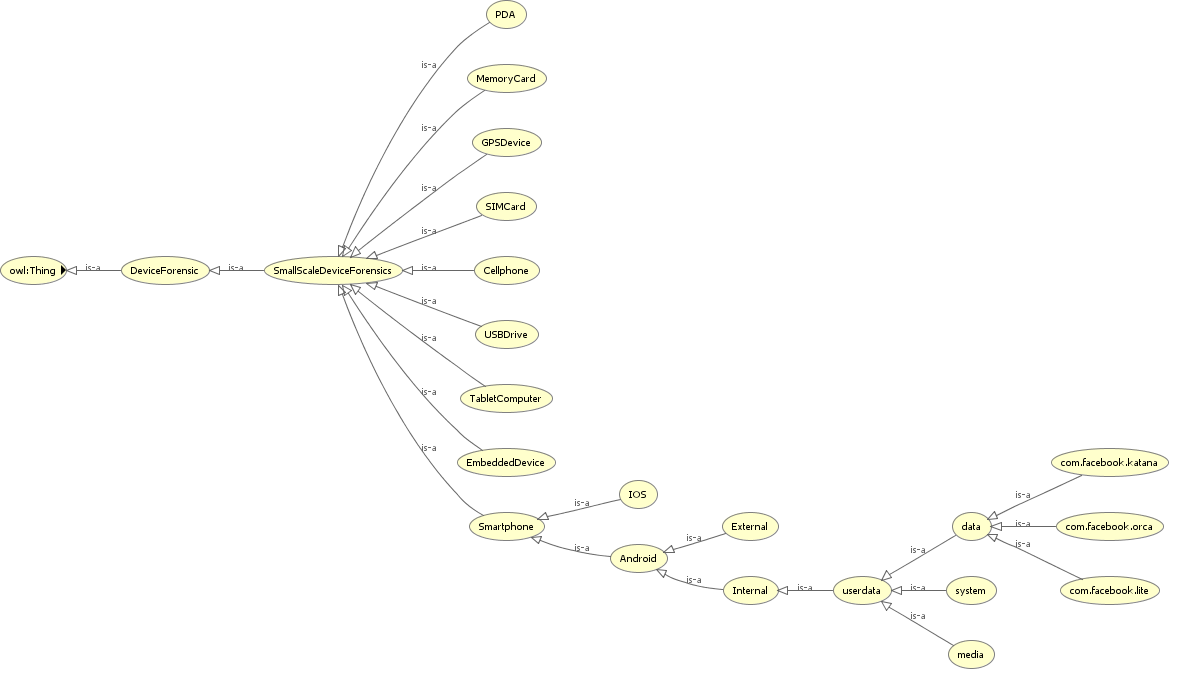 PDA
is-a
MemoryCard
is-a
GPSDevice
is-a
SIMCard
is-a
owl:Thing
is-a
DeviceForensic
is-a
SmallScaleDeviceForensics
is-a
Cellphone
is-a
USBDrive
is-a
TabletComputer
is-a
EmbeddedDevice
is-a
Smartphone
is-a
IOS
is-a
Android
is-a
External
is-a
Internal
is-a
userdata
is-a
data
is-a
com.facebook.katana
is-a
com.facebook.orca
is-a
com.facebook.lite
is-a
system
is-a
media